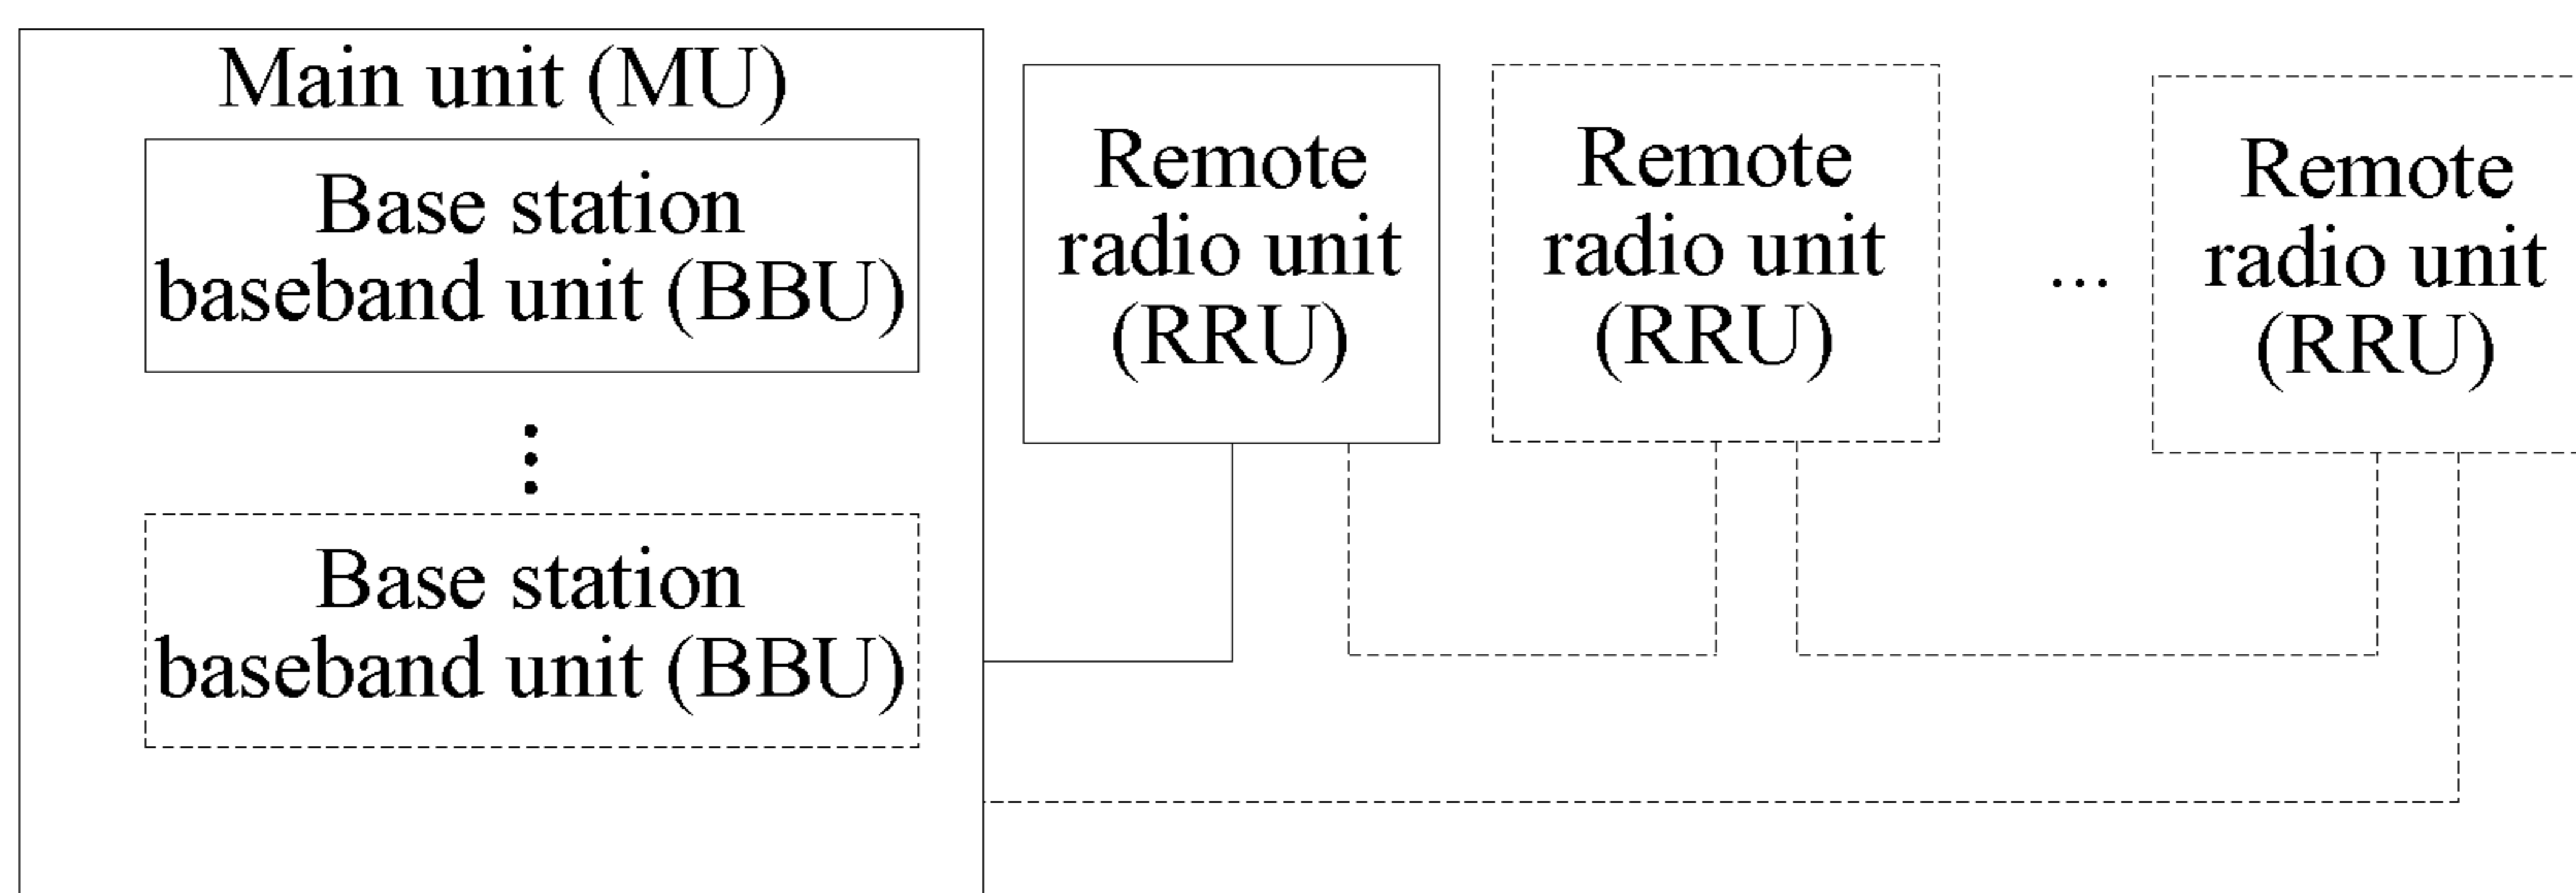 Main unit (MU)
Base station
baseband unit (BBU)
⋮
Base station
baseband unit (BBU)
Remote
radio unit
(RRU)
Remote
radio unit
(RRU)
...
Remote
radio unit
(RRU)